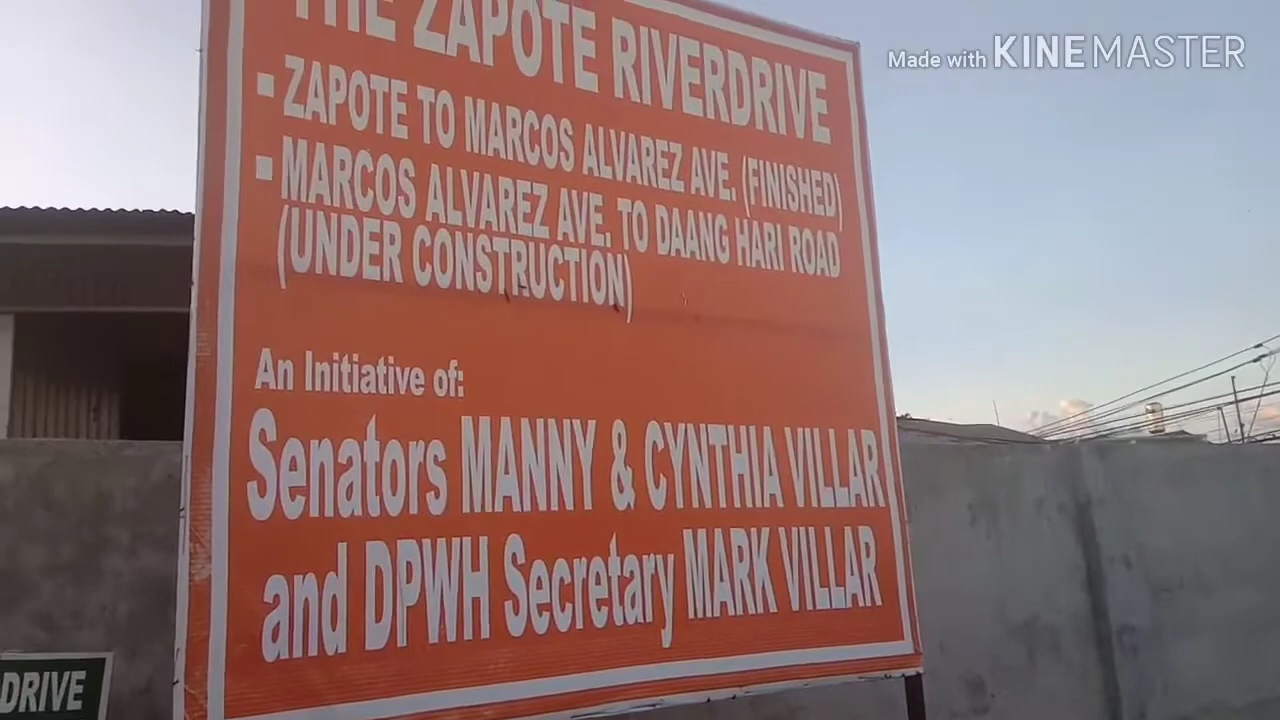 Made with KINEMASTER
THE ZAPOTE RIVERDRIVE
▪ ZAPOTE TO MARCOS ALVAREZ AVE. (FINISHED)
▪ MARCOS ALVAREZ AVE. TO DAANG HARI ROAD
(UNDER CONSTRUCTION)
An Initiative of:
Senators MANNY & CYNTHIA VILLAR
and DPWH Secretary MARK VILLAR
DRIVE